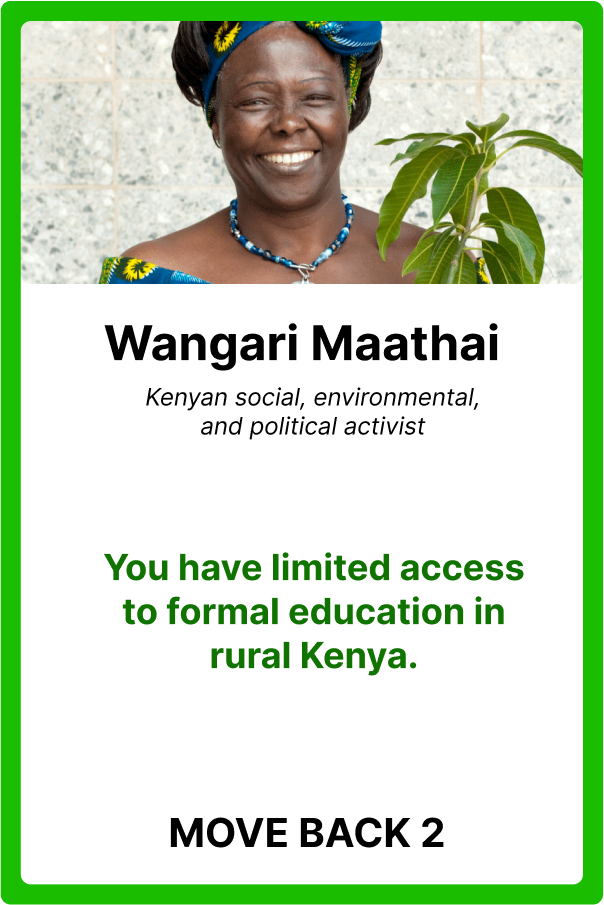 Wangari Maathai
Kenyan social, environmental,
and political activist
You have limited access
to formal education in
rural Kenya.
MOVE BACK 2